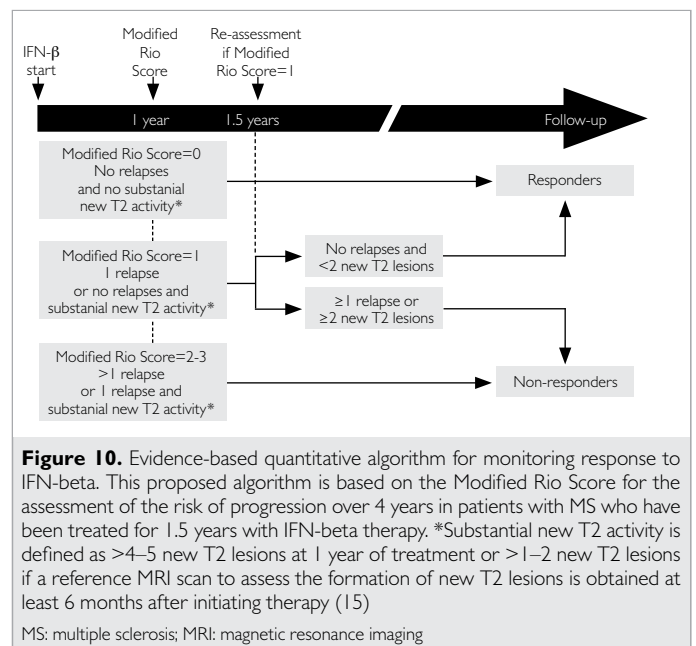 IFN-β
start
Modified
Rio
Score
Re-assessment
if Modified
Rio Score=1
1 year
1.5 years
Follow-up
Modified Rio Score=0
No relapses
and no substanial
new T2 activity*
Responders
Modified Rio Score=1
1 relapse
or no relapses and
substanial new T2 activity*
No relapses and
<2 new T2 lesions
≥1 relapse or
≥2 new T2 lesions
Modified Rio Score=2-3
>1 relapse
or 1 relapse and
substanial new T2 activity*
Non-responders
Figure 10. Evidence-based quantitative algorithm for monitoring response to
IFN-beta. This proposed algorithm is based on the Modified Rio Score for the
assessment of the risk of progression over 4 years in patients with MS who have
been treated for 1.5 years with IFN-beta therapy. *Substantial new T2 activity is
defined as >4–5 new T2 lesions at 1 year of treatment or >1–2 new T2 lesions
if a reference MRI scan to assess the formation of new T2 lesions is obtained at
least 6 months after initiating therapy (15)
MS: multiple sclerosis; MRI: magnetic resonance imaging